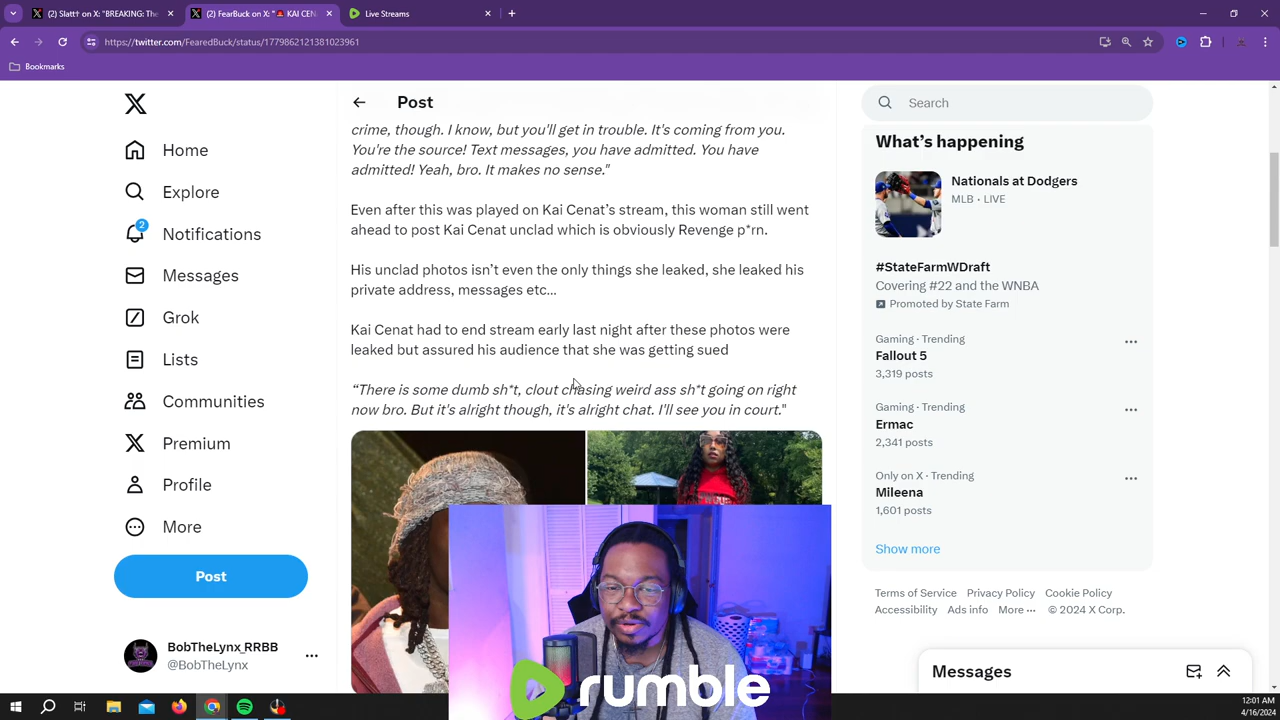 Slatt♱ on X: "BREAKING: The
FearBuck on X: "🚨 KAI CEN
Live Streams
https://twitter.com/FearedBuck/status/1779862121381023961
Bookmarks
Home
Explore
2
Notifications
Messages
Grok
Lists
Communities
Premium
Profile
More
Post
BobTheLynx_RRBB
@BobTheLynx
Post
crime, though. I know, but you'll get in trouble. It's coming from you.
You're the source! Text messages, you have admitted. You have
admitted! Yeah, bro. It makes no sense."
Even after this was played on Kai Cenat's stream, this woman still went
ahead to post Kai Cenat unclad which is obviously Revenge p*rn.
His unclad photos isn't even the only things she leaked, she leaked his
private address, messages etc...
Kai Cenat had to end stream early last night after these photos were
leaked but assured his audience that she was getting sued
“There is some dumb sh*t, clout chasing weird ass sh*t going on right
now bro. But it's alright though, it's alright chat. I'll see you in court."
rumble
Search
What's happening
Nationals at Dodgers
MLB · LIVE
#StateFarmWDraft
Covering #22 and the WNBA
Promoted by State Farm
Gaming · Trending
Fallout 5
3,319 posts
Gaming · Trending
Ermac
2,341 posts
Only on X · Trending
Mileena
1,601 posts
Show more
Terms of Service Privacy Policy Cookie Policy
Accessibility Ads info More ··· © 2024 X Corp.
Messages
12:01 AM
4/16/2024